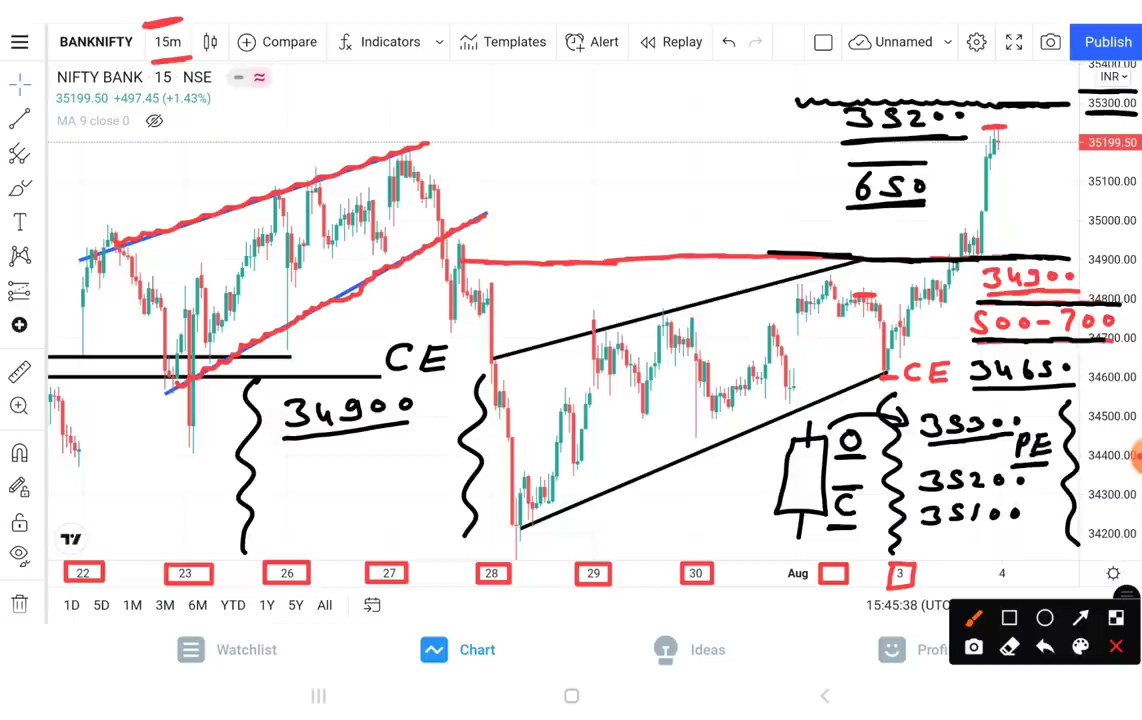 BANKNIFTY 15m Compare Indicators Templates Alert Replay Unnamed Publish
NIFTY BANK · 15 · NSE
35199.50 +497.45 (+1.43%)
MA 9 close 0
35400.00
INR
35300.00
35200
35199.50
650
35100.00
35000.00
34900.00
34900
34800.00
500-700
34700.00
CE
CE
34650
34600.00
34900
34500.00
O
35300
PE
34400.00
35200
C
35100
34300.00
34200.00
22 23 26 27 28 29 30 Aug 3 4
1D 5D 1M 3M 6M YTD 1Y 5Y All
15:45:38 (UTC
Watchlist Chart Ideas Profi